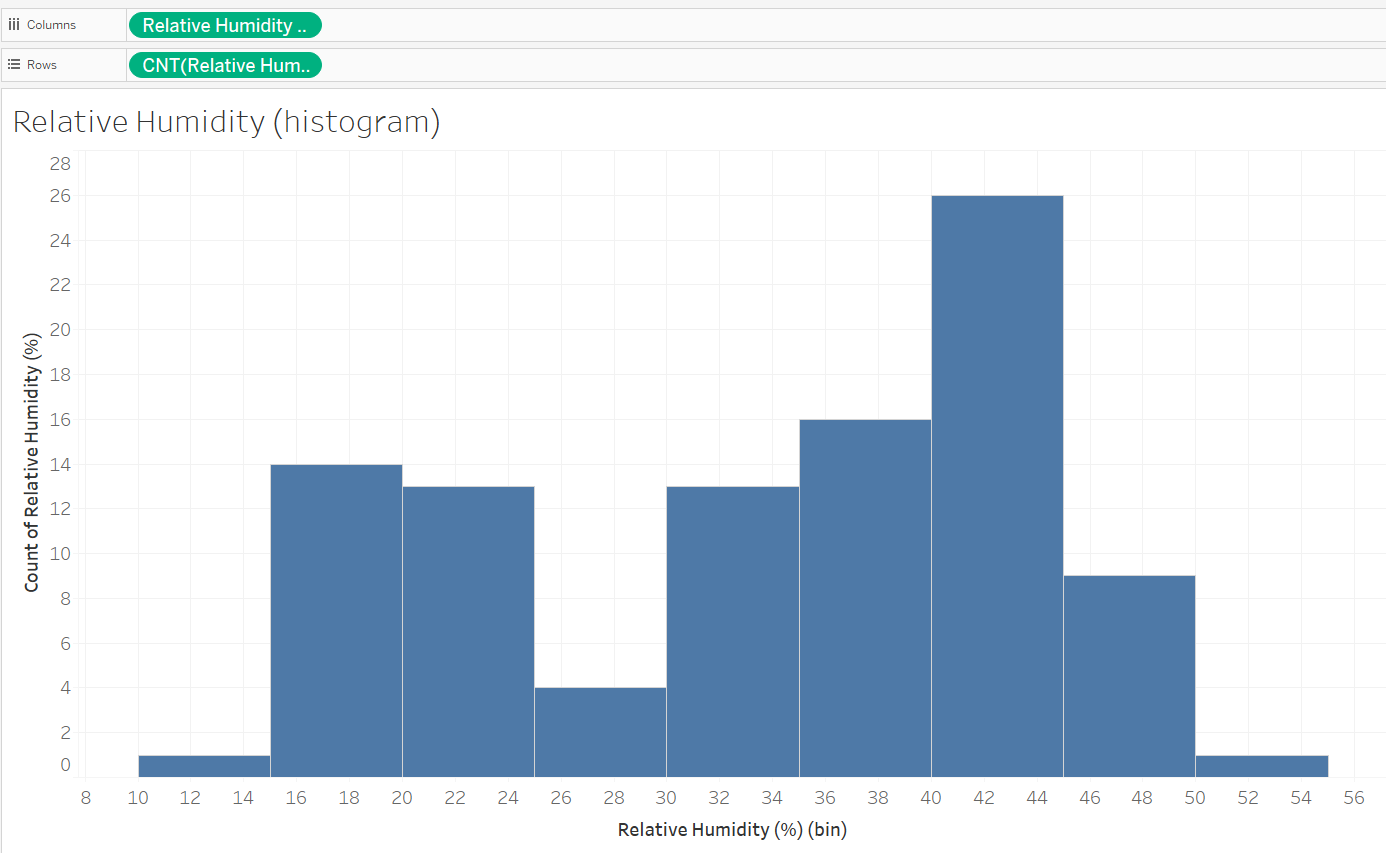 Columns
Relative Humidity ..
Rows
CNT(Relative Hum..
Relative Humidity (histogram)
28
26
24
22
20
18
16
14
12
10
8
6
4
2
0
Count of Relative Humidity (%)
8 10 12 14 16 18 20 22 24 26 28 30 32 34 36 38 40 42 44 46 48 50 52 54 56
Relative Humidity (%) (bin)